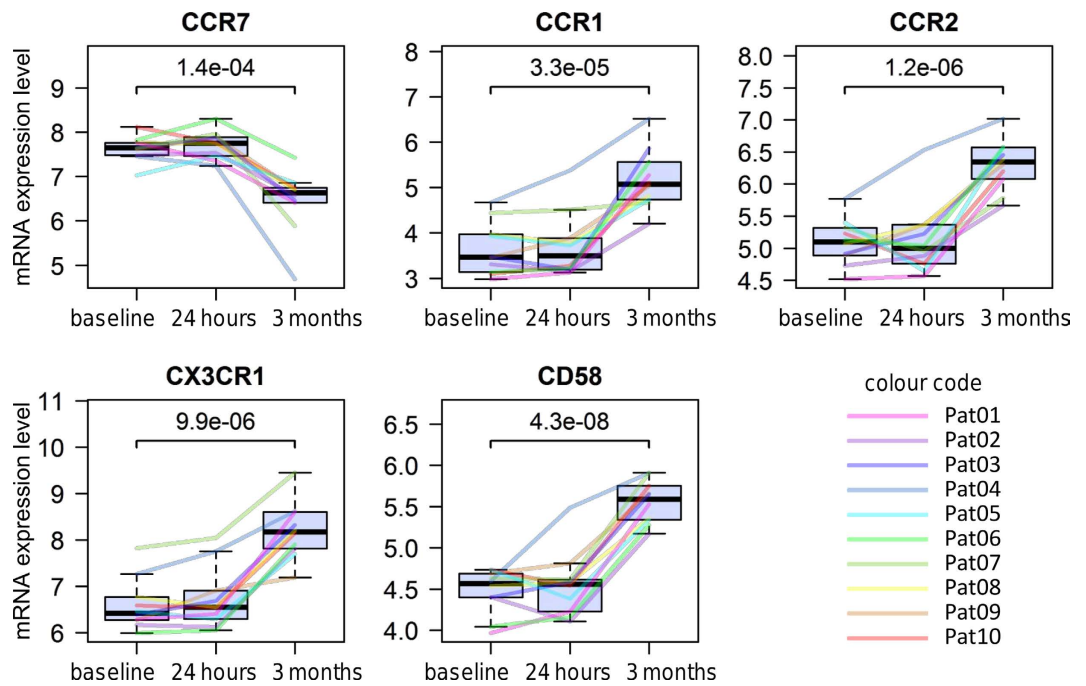 CCR7
CCR1
CCR2
mRNA expression level
9
8
7
6
5
1.4e-04
baseline 24 hours 3 months
8
7
6
5
4
3
3.3e-05
baseline 24 hours 3 months
8.0
7.5
7.0
6.5
6.0
5.5
5.0
4.5
1.2e-06
baseline 24 hours 3 months
CX3CR1
CD58
mRNA expression level
11
10
9
8
7
6
9.9e-06
baseline 24 hours 3 months
6.5
6.0
5.5
5.0
4.5
4.0
4.3e-08
baseline 24 hours 3 months
colour code
Pat01
Pat02
Pat03
Pat04
Pat05
Pat06
Pat07
Pat08
Pat09
Pat10